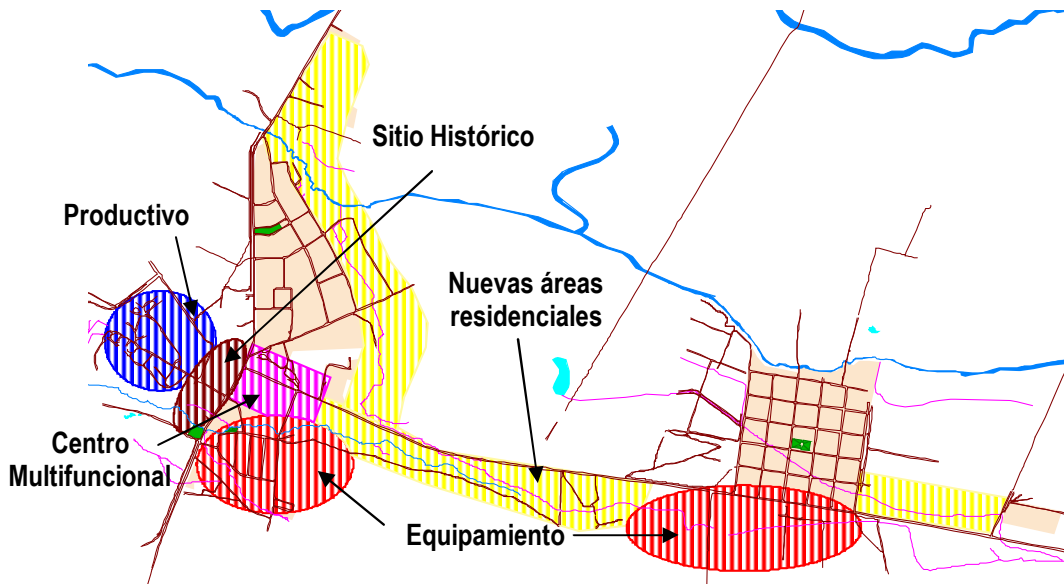 Sitio Histórico
Productivo
Nuevas áreas
residenciales
Centro
Multifuncional
Equipamiento